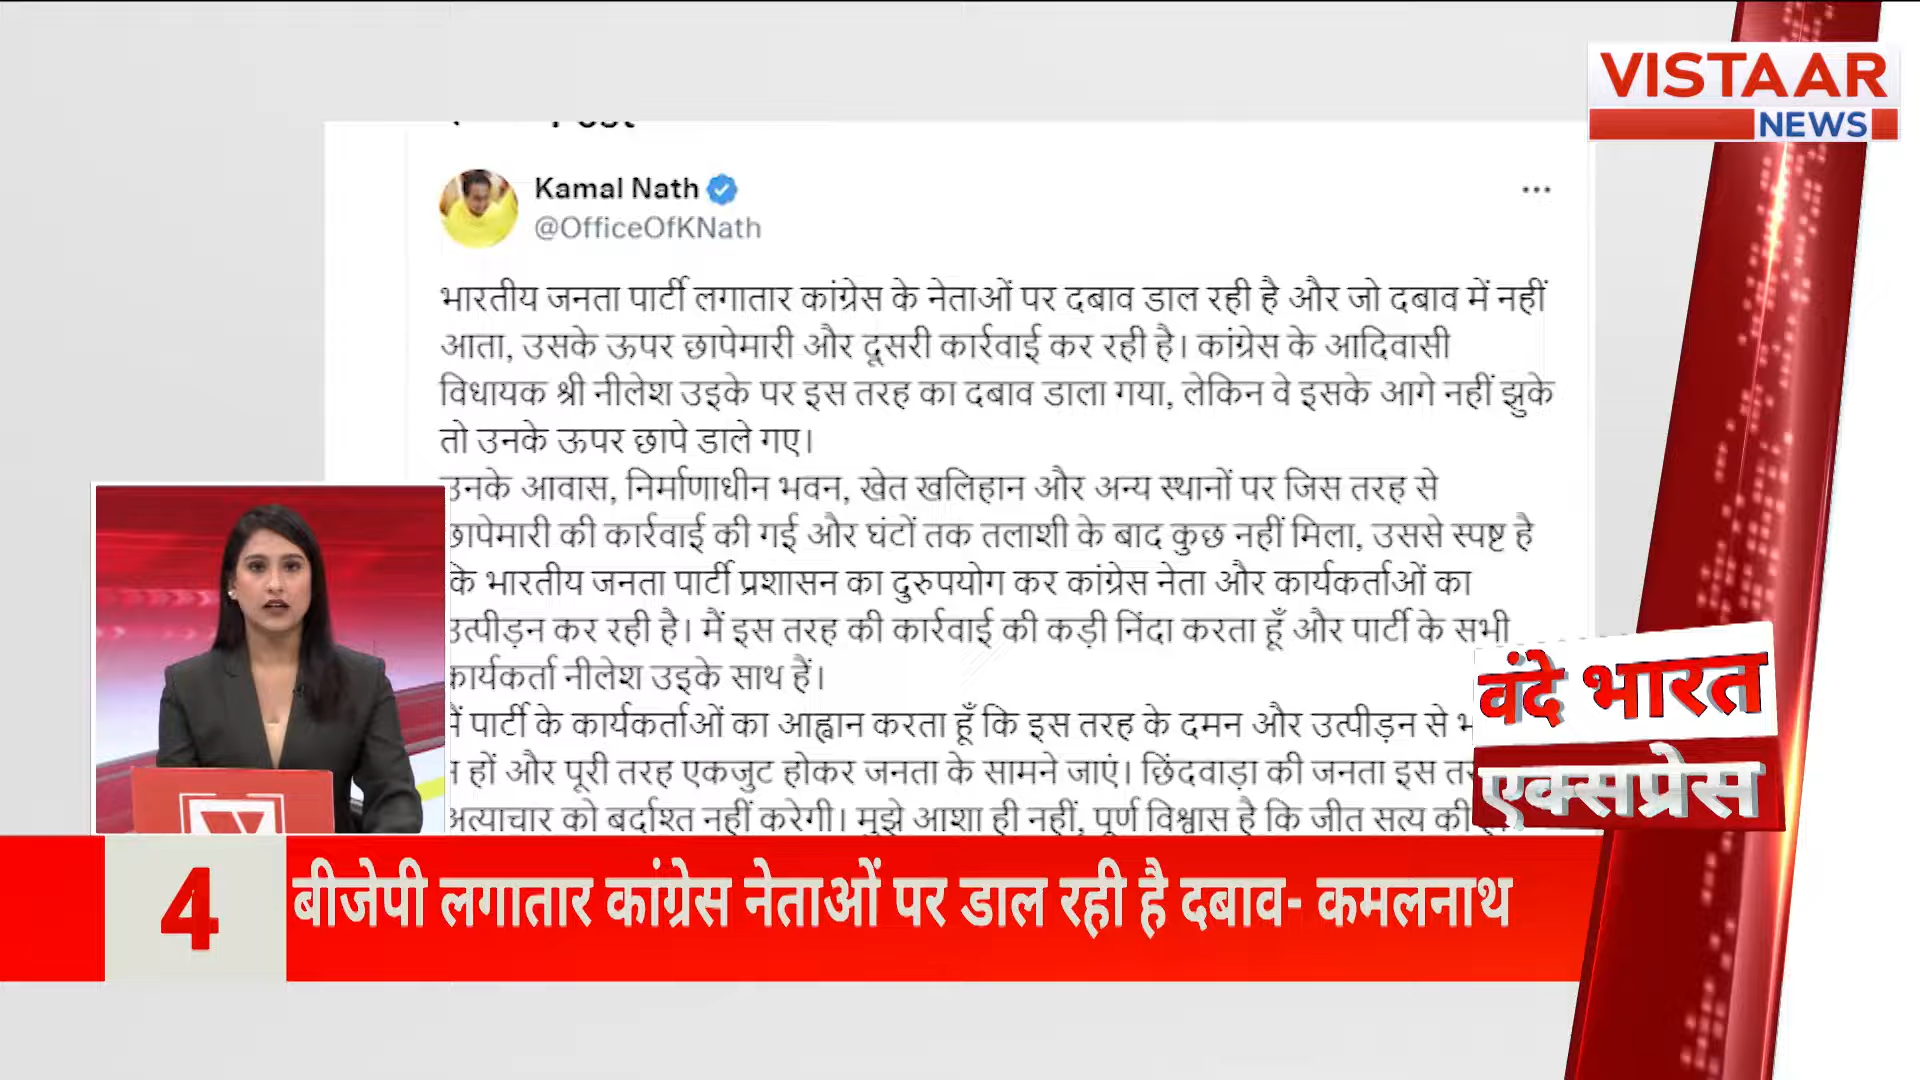 VISTAAR
NEWS
Post
Kamal Nath
@OfficeOfKNath
भारतीय जनता पार्टी लगातार कांग्रेस के नेताओं पर दबाव डाल रही है और जो दबाव में नहीं
आता, उसके ऊपर छापेमारी और दूसरी कार्रवाई कर रही है। कांग्रेस के आदिवासी
विधायक श्री नीलेश उइके पर इस तरह का दबाव डाला गया, लेकिन वे इसके आगे नहीं झुके
तो उनके ऊपर छापे डाले गए।
उनके आवास, निर्माणाधीन भवन, खेत खलिहान और अन्य स्थानों पर जिस तरह से
छापेमारी की कार्रवाई की गई और घंटों तक तलाशी के बाद कुछ नहीं मिला, उससे स्पष्ट है
कि भारतीय जनता पार्टी प्रशासन का दुरुपयोग कर कांग्रेस नेता और कार्यकर्ताओं का
उत्पीड़न कर रही है। मैं इस तरह की कार्रवाई की कड़ी निंदा करता हूँ और पार्टी के सभी
कार्यकर्ता नीलेश उइके साथ हैं।
मैं पार्टी के कार्यकर्ताओं का आह्वान करता हूँ कि इस तरह के दमन और उत्पीड़न से
न हों और पूरी तरह एकजुट होकर जनता के सामने जाएं। छिंदवाड़ा की जनता इस
अत्याचार को बर्दाश्त नहीं करेगी। मुझे आशा ही नहीं, पूर्ण विश्वास है कि जीत सत्य की
वंदे भारत
एक्सप्रेस
4
बीजेपी लगातार कांग्रेस नेताओं पर डाल रही है दबाव- कमलनाथ